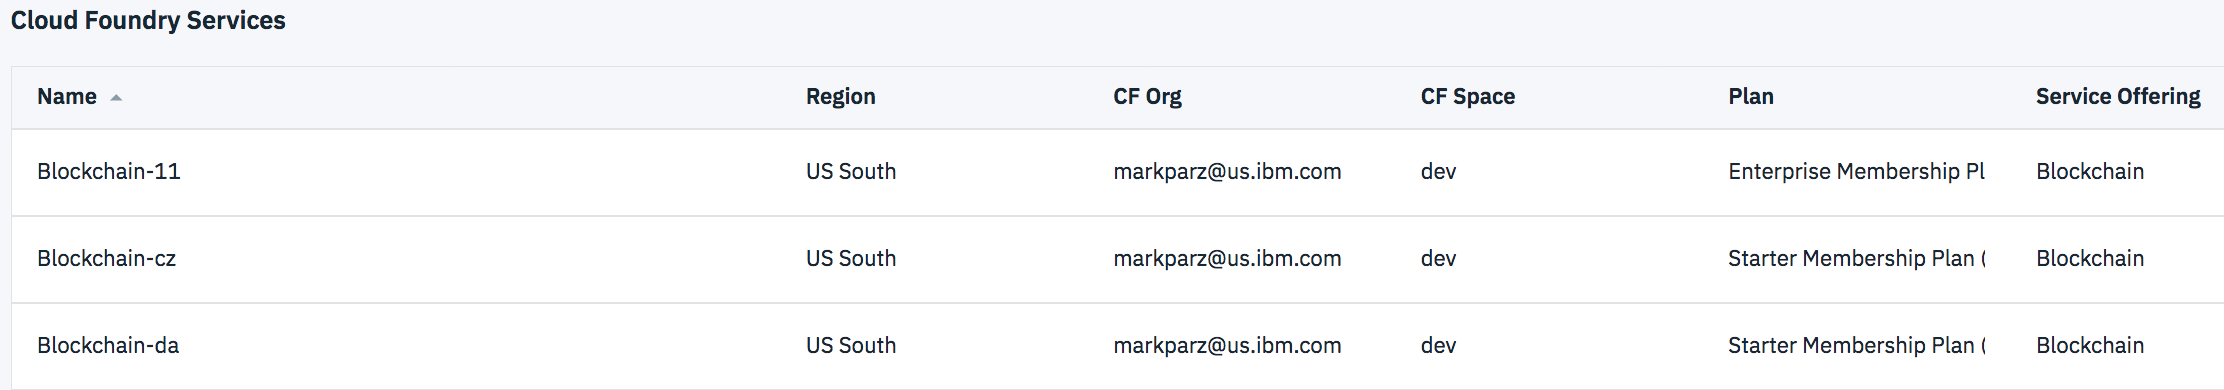 Cloud Foundry Services
Name Region CF Org CF Space Plan Service Offering
Blockchain-11 US South markparz@us.ibm.com dev Enterprise Membership Pl Blockchain
Blockchain-cz US South markparz@us.ibm.com dev Starter Membership Plan ( Blockchain
Blockchain-da US South markparz@us.ibm.com dev Starter Membership Plan ( Blockchain